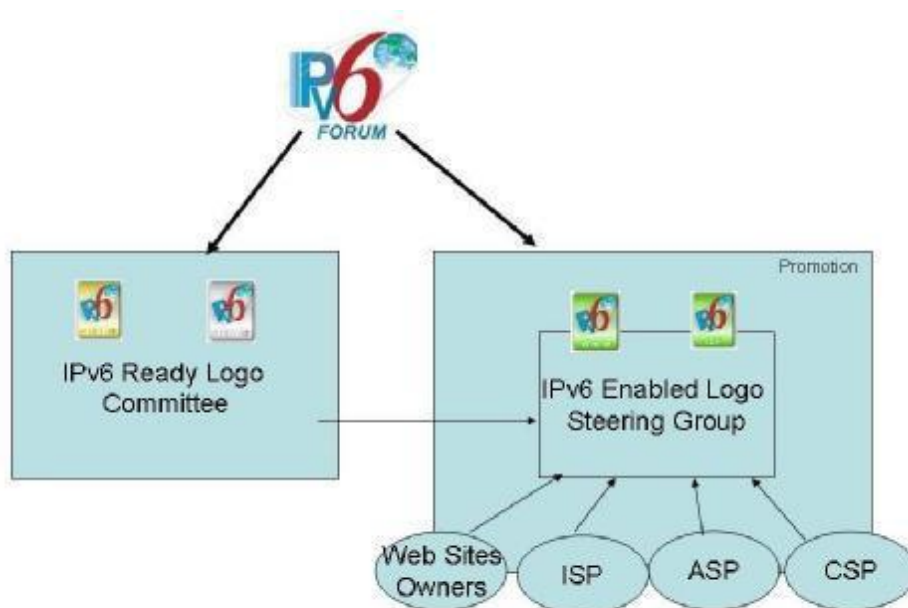 IPv6
FORUM
Promotion
IPv6 Ready Logo
Committee
IPv6 Enabled Logo
Steering Group
Web Sites
Owners
ISP
ASP
CSP